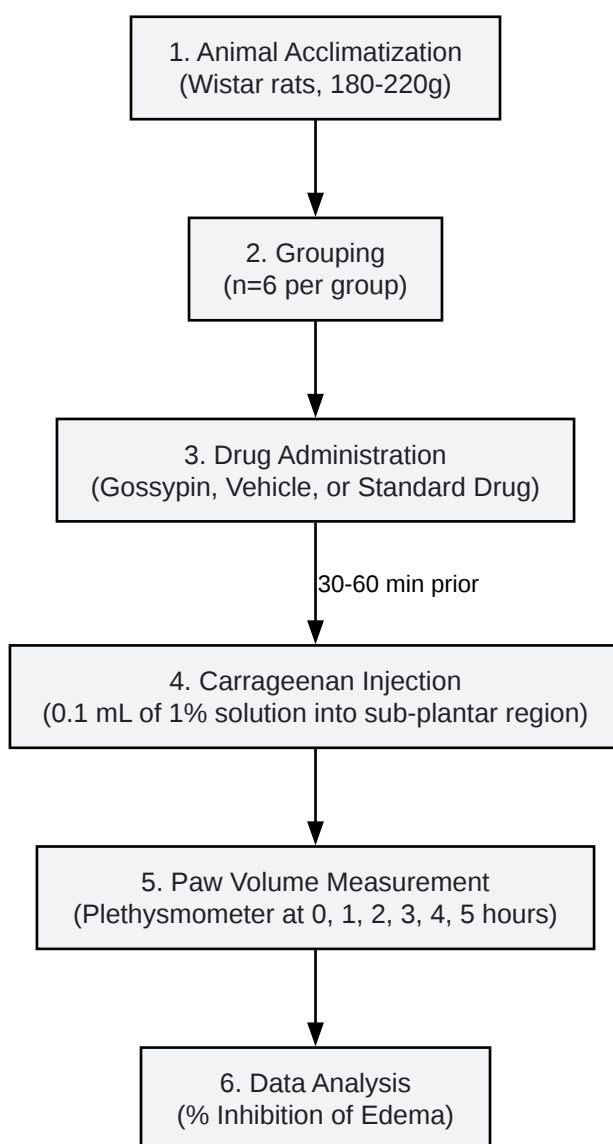 1. Animal Acclimatization
(Wistar rats, 180-220g)
2. Grouping
(n=6 per group)
3. Drug Administration
(Gossypin, Vehicle, or Standard Drug)
30-60 min prior
4. Carrageenan Injection
(0.1 mL of 1% solution into sub-plantar region)
5. Paw Volume Measurement
(Plethysmometer at 0, 1, 2, 3, 4, 5 hours)
6. Data Analysis
(% Inhibition of Edema)